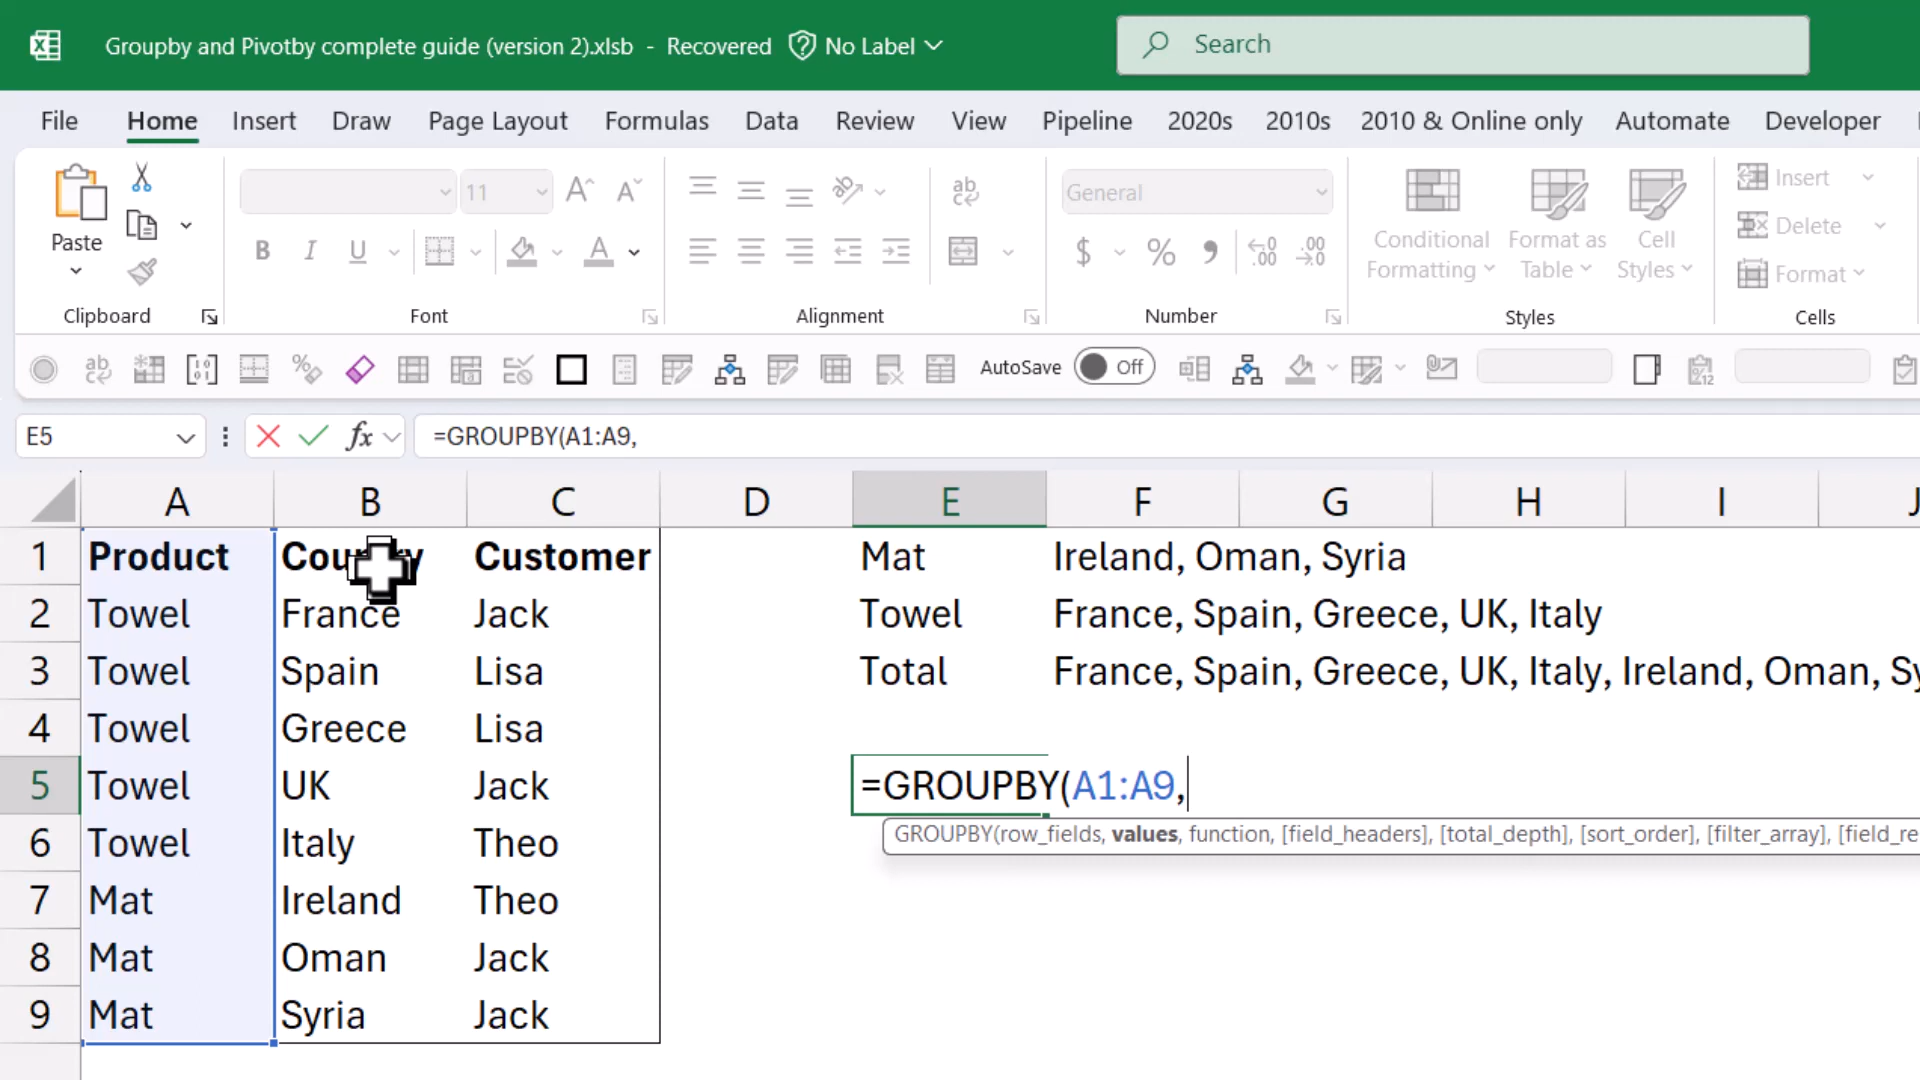 Groupby and Pivotby complete guide (version 2).xlsb - Recovered No Label Search
File Home Insert Draw Page Layout Formulas Data Review View Pipeline 2020s 2010s 2010 & Online only Automate Developer
Paste
Clipboard
11
B I U A
Font
ab
Alignment
General
$ % 9 .00
Number
Conditional Formatting
Format as Table
Cell Styles
Styles
Insert
Delete
Format
Cells
AutoSave Off
E5 fx =GROUPBY(A1:A9,
A B C D E F G H I J
1 Product Customer Mat Ireland, Oman, Syria
2 Towel France Jack Towel France, Spain, Greece, UK, Italy
3 Towel Spain Lisa Total France, Spain, Greece, UK, Italy, Ireland, Oman, Sy
4 Towel Greece Lisa
5 Towel UK Jack =GROUPBY(A1:A9,
GROUPBY(row_fields, values, function, [field_headers], [total_depth], [sort_order], [filter_array], [field_re
6 Towel Italy Theo
7 Mat Ireland Theo
8 Mat Oman Jack
9 Mat Syria Jack